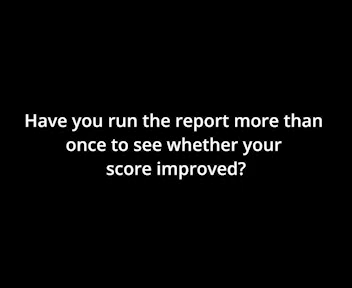 Have you run the report more than
once to see whether your
score improved?